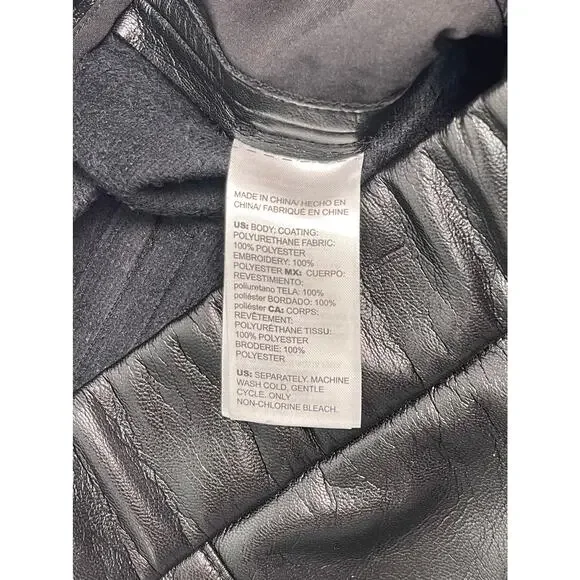 MADE IN CHINA/ HECHO EN
CHINA/ FABRIQUÉ EN CHINE
US: BODY; COATING:
POLYURETHANE FABRIC:
100% POLYESTER
EMBROIDERY: 100%
POLYESTER MX: CUERPO:
REVESTIMIENTO:
poliuretano TELA: 100%
poliéster BORDADO: 100%
poliéster CA: CORPS:
REVÊTEMENT:
POLYURÉTHANE TISSU:
100% POLYESTER
BRODERIE: 100%
POLYESTER
US: SEPARATELY. MACHINE
WASH COLD, GENTLE
CYCLE. ONLY
NON-CHLORINE BLEACH.